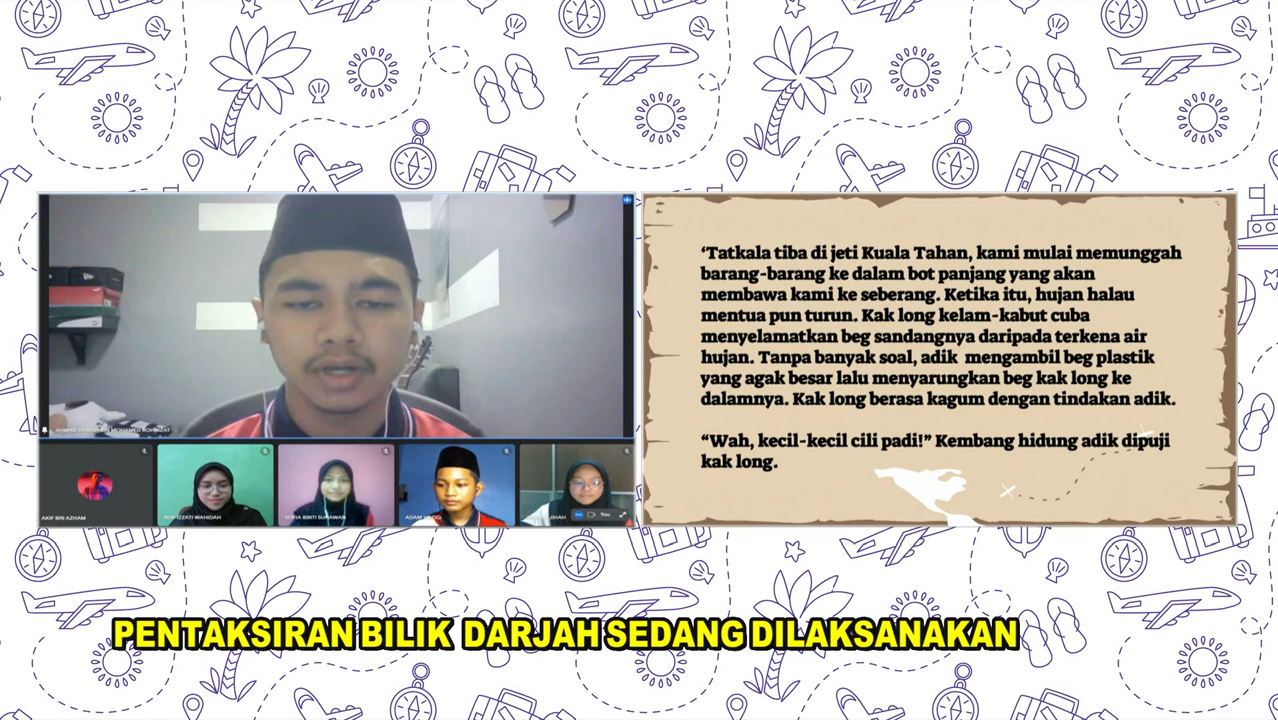 ‘Tatkala tiba di jeti Kuala Tahan, kami mulai memunggah
barang-barang ke dalam bot panjang yang akan
membawa kami ke seberang. Ketika itu, hujan halau
mentua pun turun. Kak long kelam-kabut cuba
menyelamatkan beg sandangnya daripada terkena air
hujan. Tanpa banyak soal, adik mengambil beg plastik
yang agak besar lalu menyarungkan beg kak long ke
dalamnya. Kak long berasa kagum dengan tindakan adik.
“Wah, kecil-kecil cili padi!” Kembang hidung adik dipuji
kak long.
AKIF BIN AZHAM
You
PENTAKSIRAN BILIK DARJAH SEDANG DILAKSANAKAN